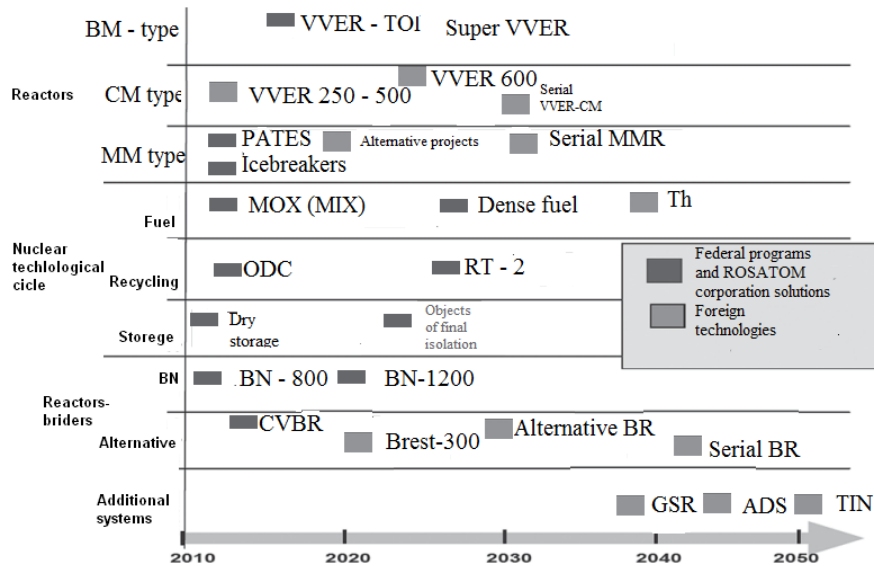 BM - type
VVER - TOI
Super VVER
Reactors
CM type
VVER 250 - 500
VVER 600
Serial
VVER-CM
MM type
PATES
Icebreakers
Alternative projects
Serial MMR
Fuel
MOX (MIX)
Dense fuel
Th
Nuclear
techlological
cicle
Recycling
ODC
RT - 2
Federal programs
and ROSATOM
corporation solutions
Foreign
technologies
Storege
Dry
storage
Objects
of final
isolation
BN
BN - 800
BN-1200
Reactors-
briders
Alternative
CVBR
Brest-300
Alternative BR
Serial BR
Additional
systems
GSR
ADS
TIN
2010
2020
2030
2040
2050